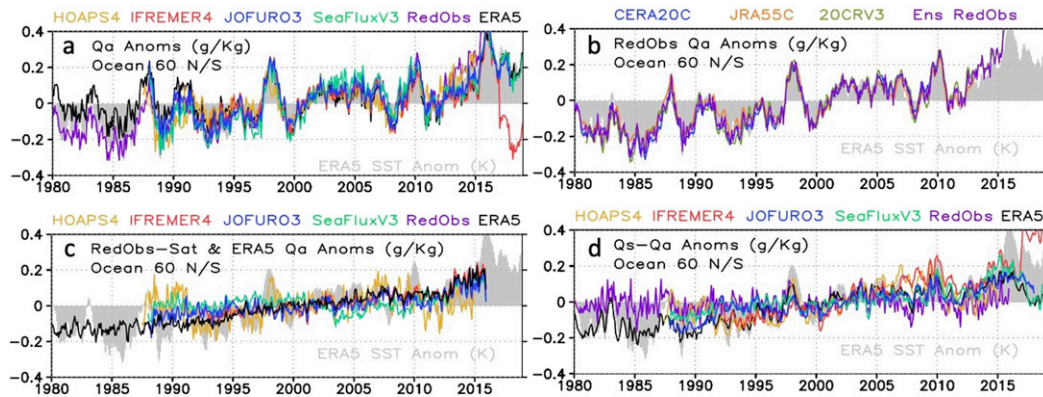 HOAPS4 IFREMER4 JOFURO3 SeaFluxV3 RedObs ERA5
0.4
0.2
0
−0.2
−0.4
a Qa Anoms (g/Kg)
Ocean 60 N/S
ERA5 SST Anom (K)
1980 1985 1990 1995 2000 2005 2010 2015
CERA20C JRA55C 20CRV3 Ens RedObs
0.4
0.2
0
−0.2
−0.4
b RedObs Qa Anoms (g/Kg)
Ocean 60 N/S
ERA5 SST Anom (K)
1980 1985 1990 1995 2000 2005 2010 2015
HOAPS4 IFREMER4 JOFURO3 SeaFluxV3 RedObs ERA5
0.4
0.2
0
−0.2
−0.4
c RedObs−Sat & ERA5 Qa Anoms (g/Kg)
Ocean 60 N/S
ERA5 SST Anom (K)
1980 1985 1990 1995 2000 2005 2010 2015
HOAPS4 IFREMER4 JOFURO3 SeaFluxV3 RedObs ERA5
0.4
0.2
0
−0.2
−0.4
d Qs−Qa Anoms (g/Kg)
Ocean 60 N/S
ERA5 SST Anom (K)
1980 1985 1990 1995 2000 2005 2010 2015